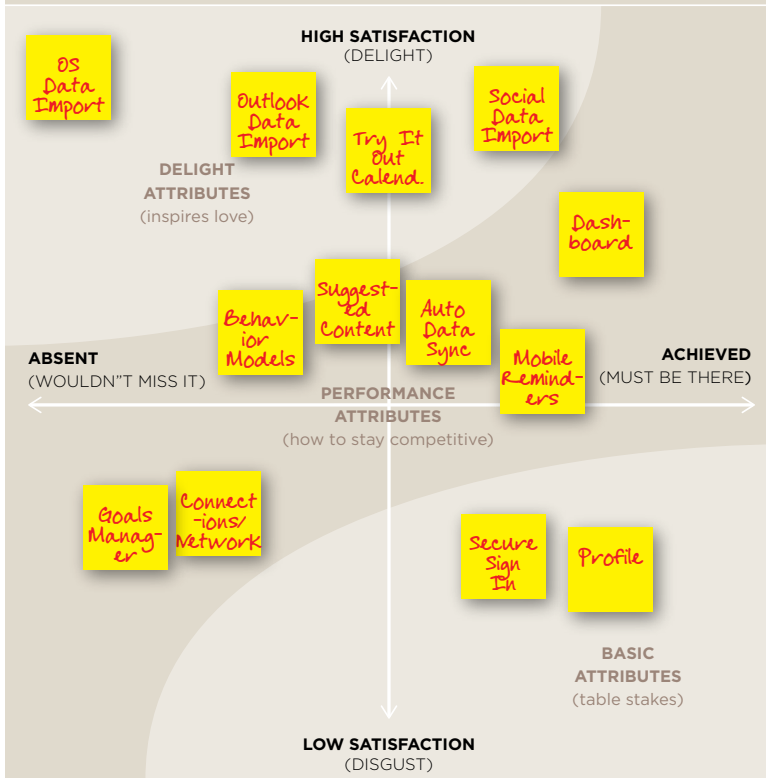 HIGH SATISFACTION
(DELIGHT)
OS
Data
Import
Outlook
Data
Import
Try It
Out
Calend.
Social
Data
Import
DELIGHT
ATTRIBUTES
(inspires love)
Dash-
board
Behav-
ior
Models
Suggest-
ed
Content
Auto
Data
Sync
Mobile
Remind-
ers
ABSENT
(WOULDN"T MISS IT)
ACHIEVED
(MUST BE THERE)
PERFORMANCE
ATTRIBUTES
(how to stay competitive)
Goals
Manag-
er
Connect
-ions/
Network
Secure
Sign
In
Profile
BASIC
ATTRIBUTES
(table stakes)
LOW SATISFACTION
(DISGUST)